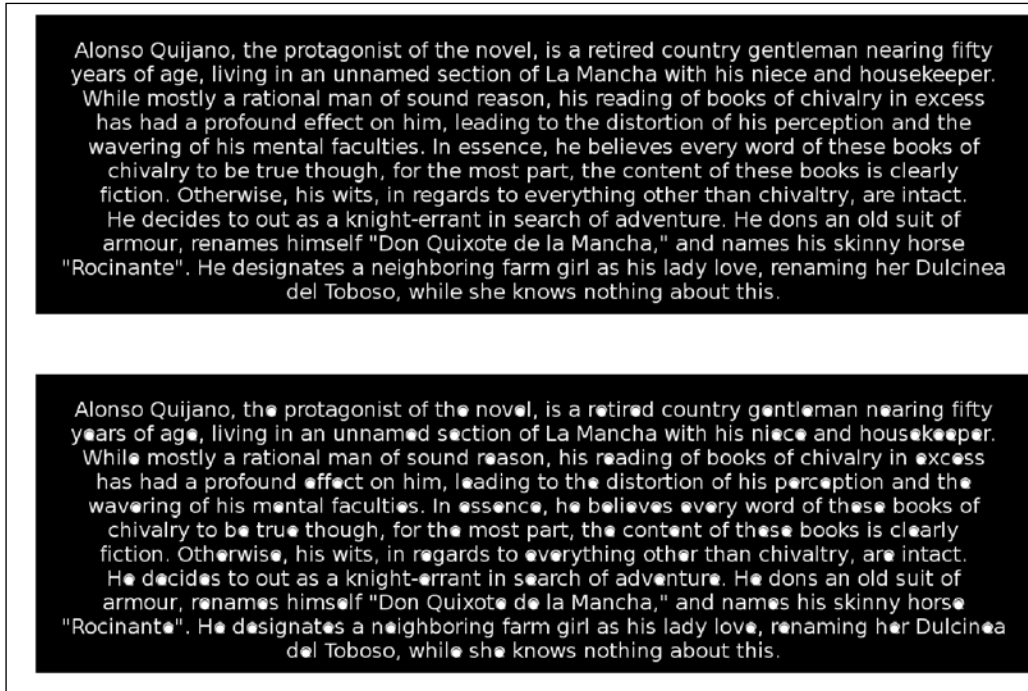 Alonso Quijano, the protagonist of the novel, is a retired country gentleman nearing fifty
years of age, living in an unnamed section of La Mancha with his niece and housekeeper.
While mostly a rational man of sound reason, his reading of books of chivalry in excess
has had a profound effect on him, leading to the distortion of his perception and the
wavering of his mental faculties. In essence, he believes every word of these books of
chivalry to be true though, for the most part, the content of these books is clearly
fiction. Otherwise, his wits, in regards to everything other than chivaltry, are intact.
He decides to out as a knight-errant in search of adventure. He dons an old suit of
armour, renames himself "Don Quixote de la Mancha," and names his skinny horse
"Rocinante". He designates a neighboring farm girl as his lady love, renaming her Dulcinea
del Toboso, while she knows nothing about this.
Alonso Quijano, the protagonist of the novel, is a retired country gentleman nearing fifty
years of age, living in an unnamed section of La Mancha with his niece and housekeeper.
While mostly a rational man of sound reason, his reading of books of chivalry in excess
has had a profound effect on him, leading to the distortion of his perception and the
wavering of his mental faculties. In essence, he believes every word of these books of
chivalry to be true though, for the most part, the content of these books is clearly
fiction. Otherwise, his wits, in regards to everything other than chivaltry, are intact.
He decides to out as a knight-errant in search of adventure. He dons an old suit of
armour, renames himself "Don Quixote de la Mancha," and names his skinny horse
"Rocinante". He designates a neighboring farm girl as his lady love, renaming her Dulcinea
del Toboso, while she knows nothing about this.